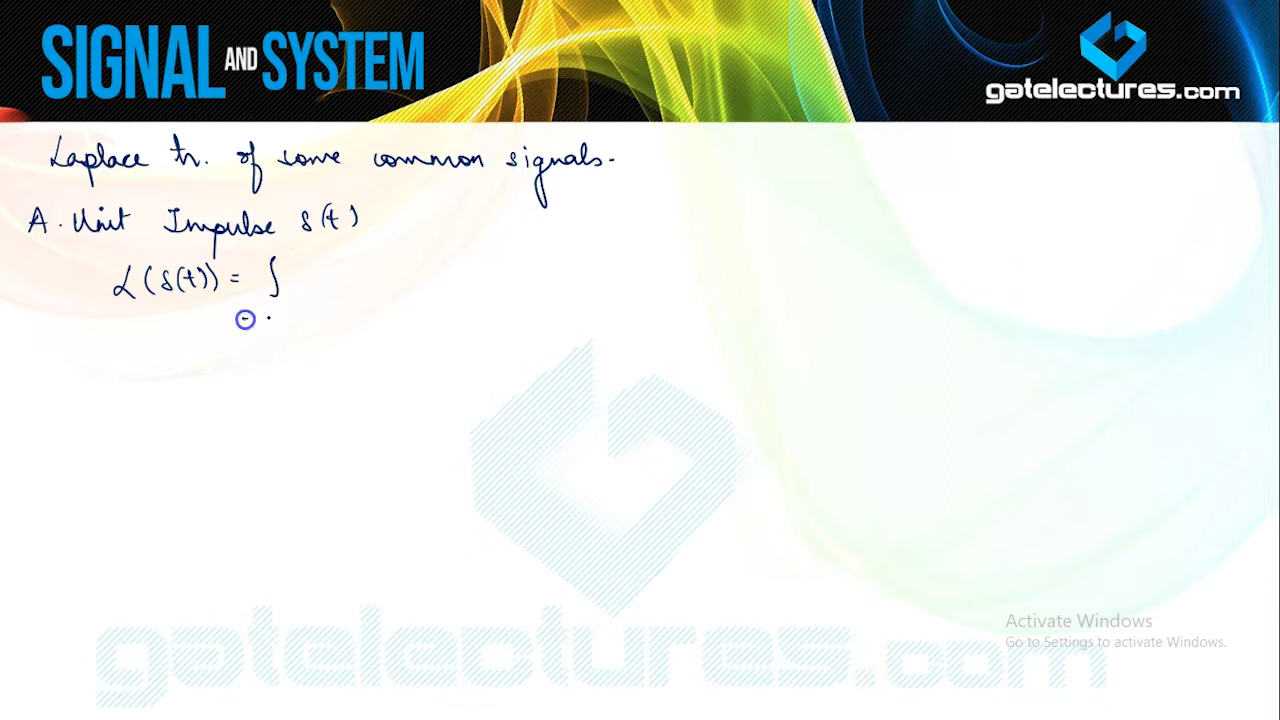 SIGNAL AND SYSTEM
gatelectures.com
Laplace tr. of some common signals.
A. Unit Impulse δ(t)
ℒ(δ(t)) = ∫
-
gatelectures.com
Activate Windows
Go to Settings to activate Windows.